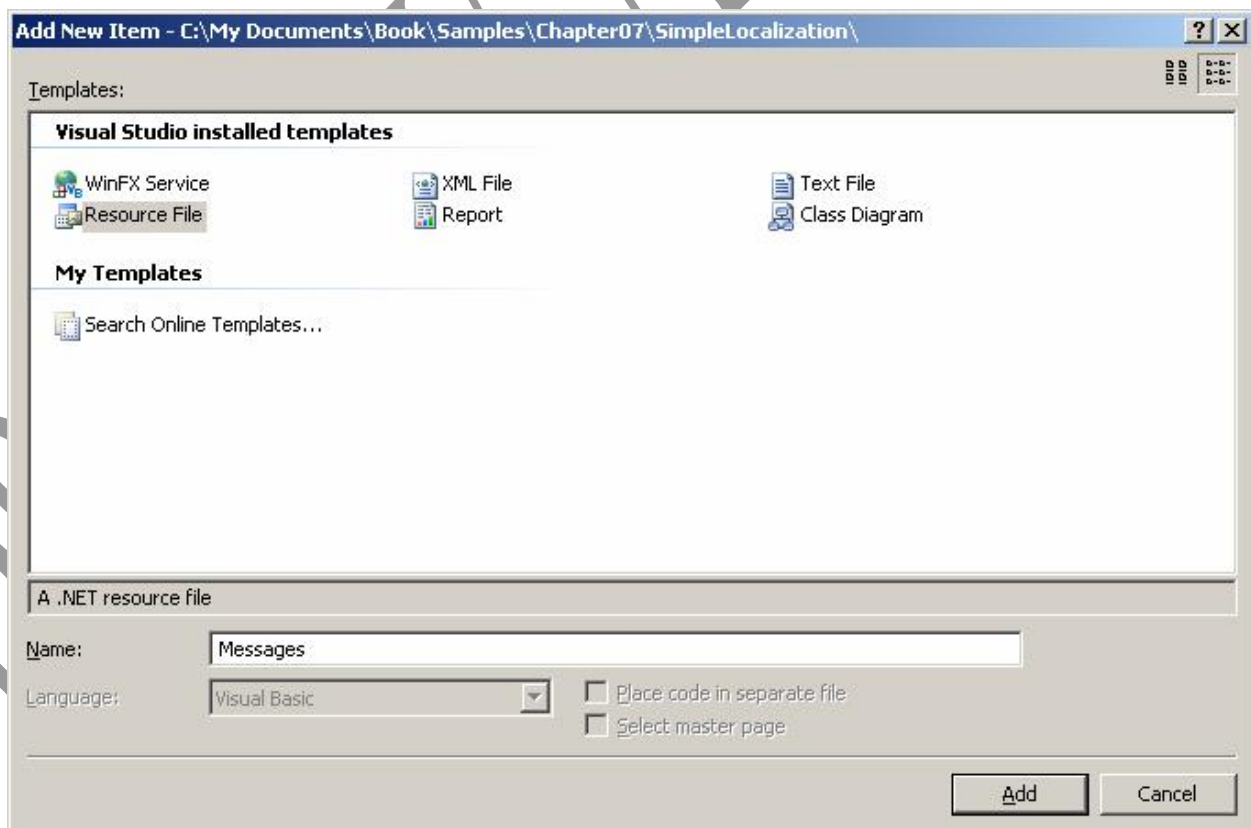 Add New Item - C:\My Documents\Book\Samples\Chapter07\SimpleLocalization\
Templates:
Visual Studio installed templates
WinFX Service
XML File
Text File
Resource File
Report
Class Diagram
My Templates
Search Online Templates...
A .NET resource file
Name:
Messages
Language:
Visual Basic
Place code in separate file
Select master page
Add
Cancel